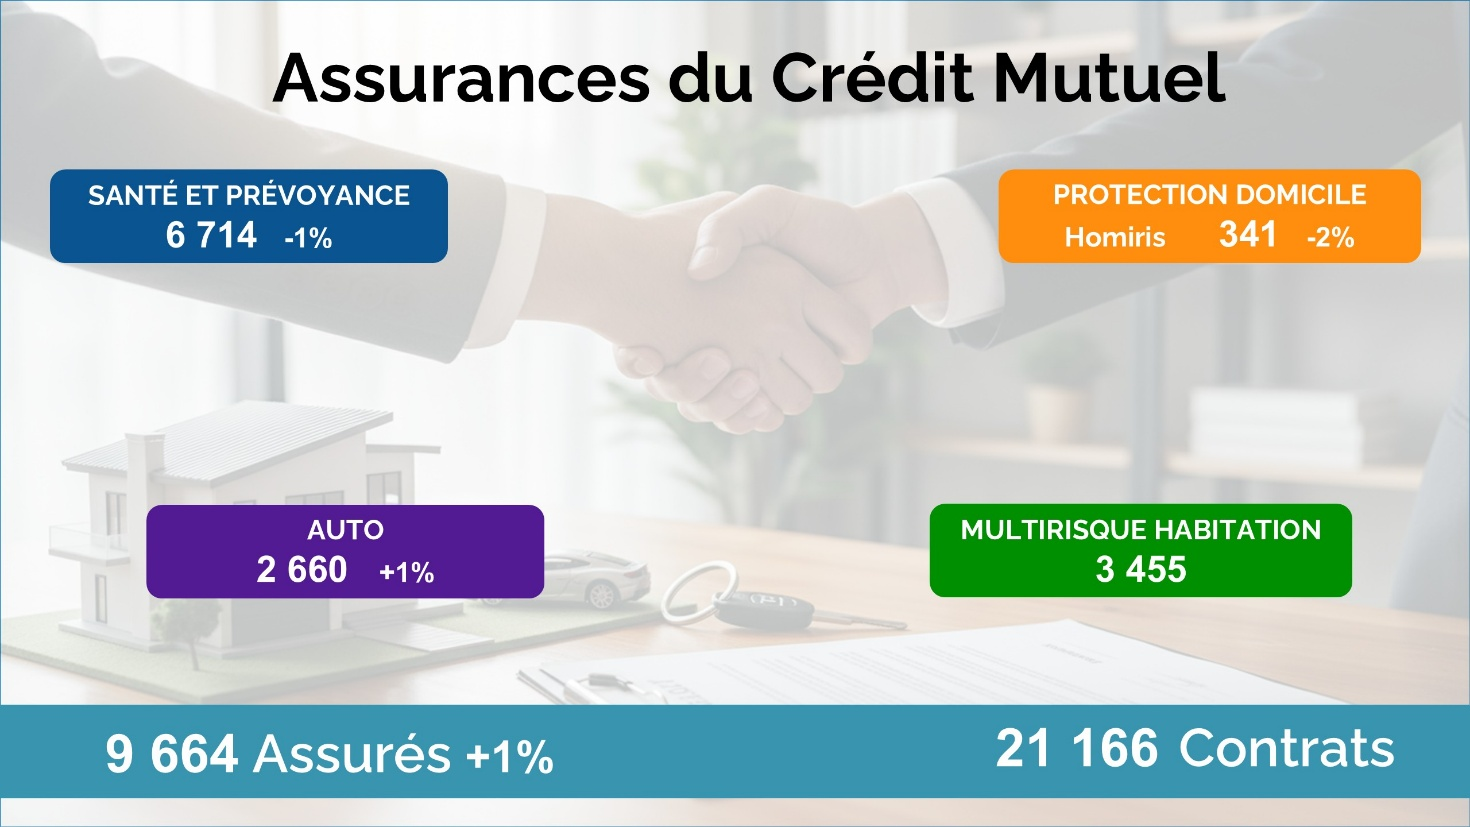 Assurances du Crédit Mutuel
SANTÉ ET PRÉVOYANCE
6 714 -1%
PROTECTION DOMICILE
Homiris 341 -2%
AUTO
2 660 +1%
MULTIRISQUE HABITATION
3 455
9 664 Assurés +1%
21 166 Contrats